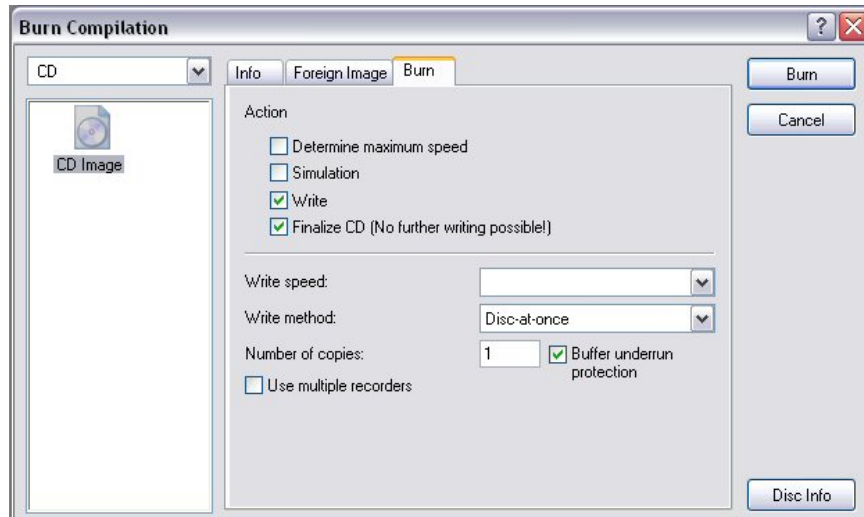 Burn Compilation
CD
CD Image
Info
Foreign Image
Burn
Action
Determine maximum speed
Simulation
Write
Finalize CD (No further writing possible!)
Write speed:
Write method:
Disc-at-once
Number of copies:
1
Buffer underrun
protection
Use multiple recorders
Burn
Cancel
Disc Info